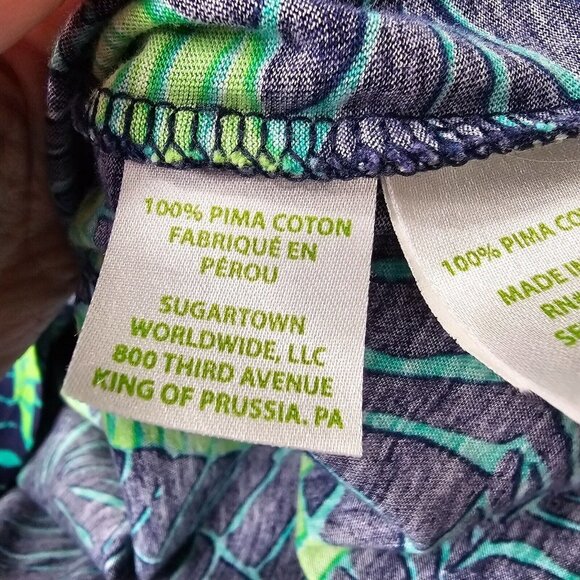 100% PIMA COTON
FABRIQUÉ EN
PÉROU
SUGARTOWN
WORLDWIDE, LLC
800 THIRD AVENUE
KING OF PRUSSIA. PA
100% PIMA
MADE IN